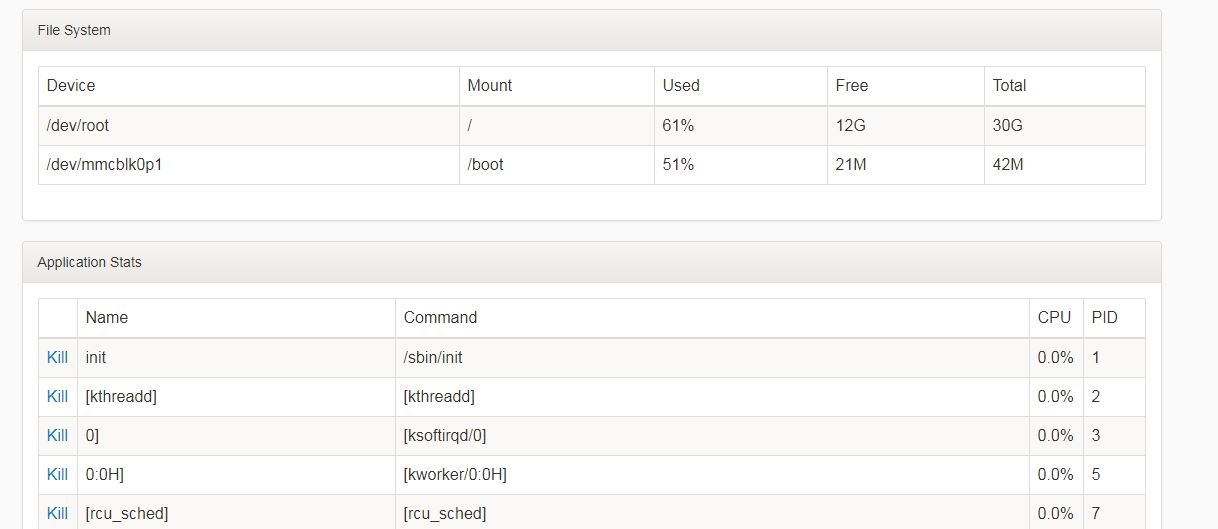 File System
Device Mount Used Free Total
/dev/root / 61% 12G 30G
/dev/mmcblk0p1 /boot 51% 21M 42M
Application Stats
Name Command CPU PID
Kill init /sbin/init 0.0% 1
Kill [kthreadd] [kthreadd] 0.0% 2
Kill 0] [ksoftirqd/0] 0.0% 3
Kill 0:0H] [kworker/0:0H] 0.0% 5
Kill [rcu_sched] [rcu_sched] 0.0% 7